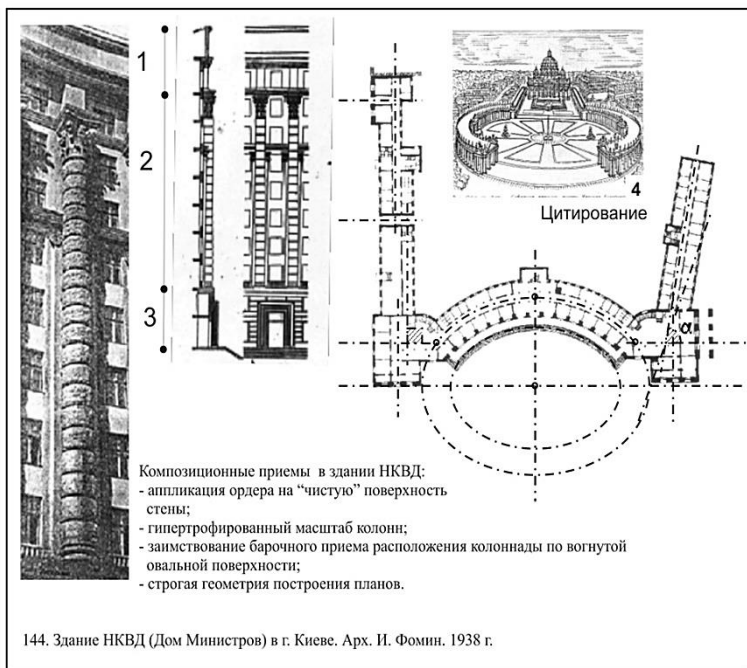 1
2
3
4
Цитирование
α
Композиционные приемы в здании НКВД:
- аппликация ордера на “чистую” поверхность
стены;
- гипертрофированный масштаб колонн;
- заимствование барочного приема расположения колоннады по вогнутой
овальной поверхности;
- строгая геометрия построения планов.
144. Здание НКВД (Дом Министров) в г. Киеве. Арх. И. Фомин. 1938 г.